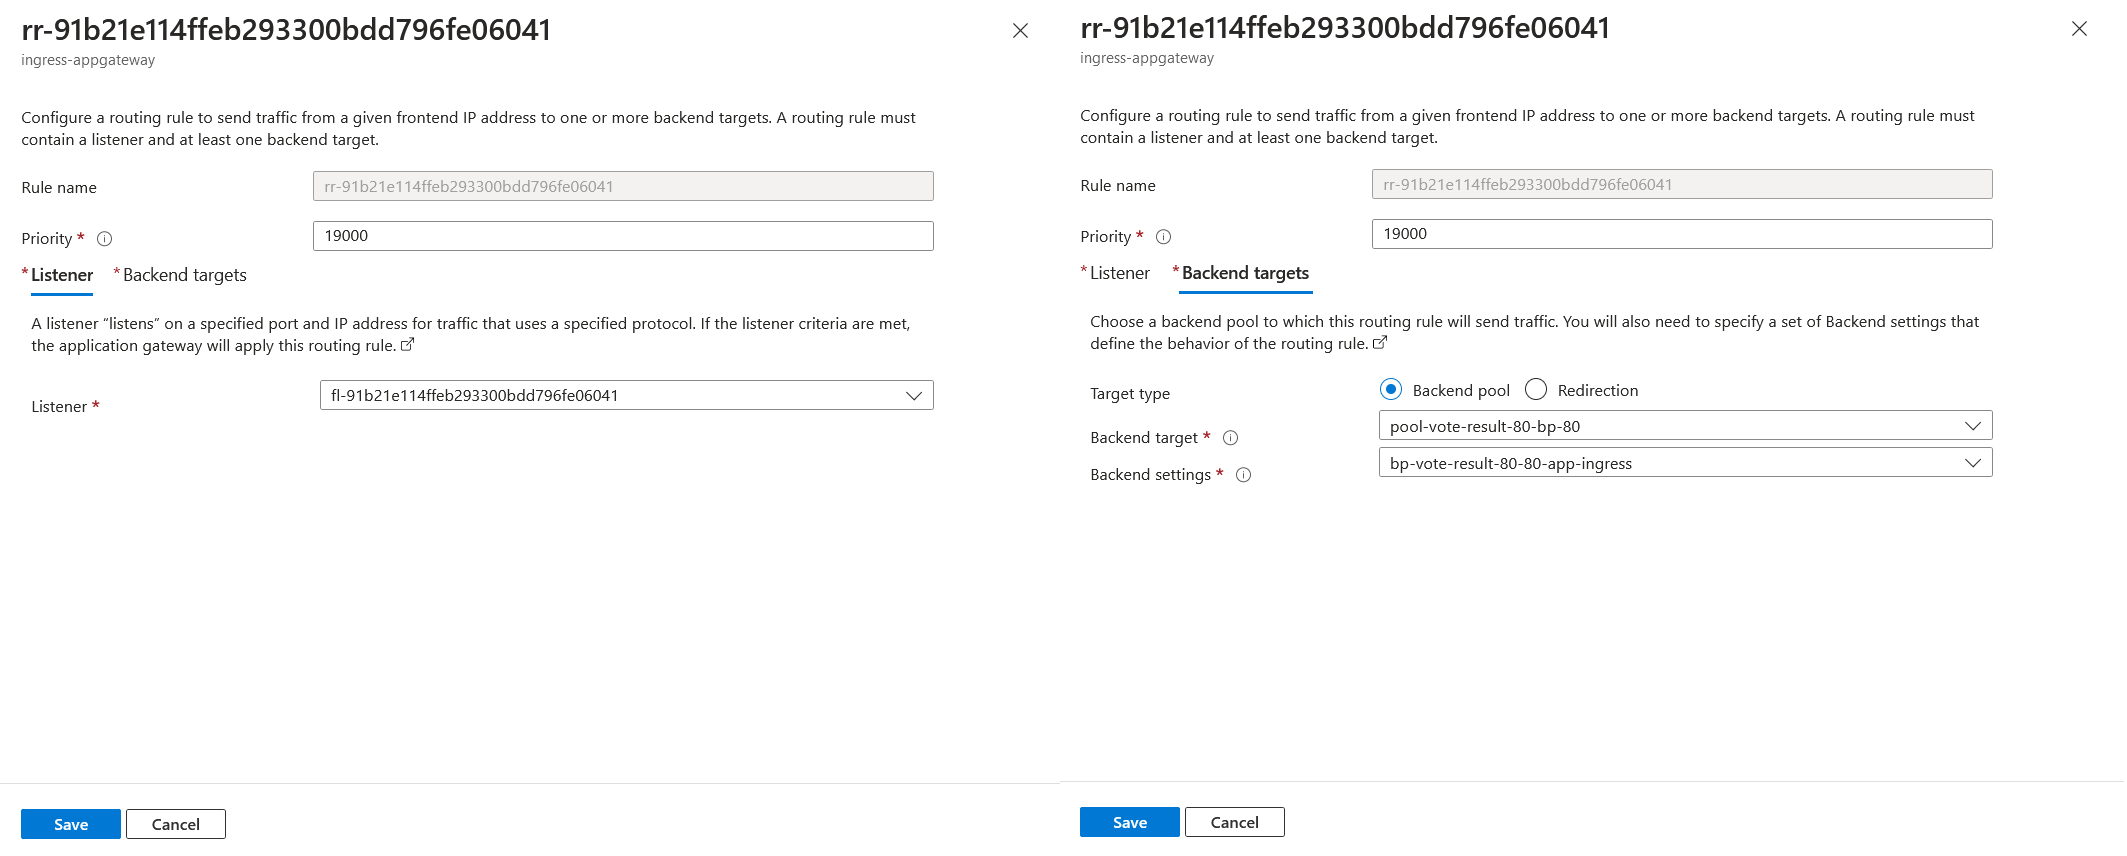 rr-91b21e114ffeb293300bdd796fe06041
ingress-appgateway
Configure a routing rule to send traffic from a given frontend IP address to one or more backend targets. A routing rule must
contain a listener and at least one backend target.
Rule name
rr-91b21e114ffeb293300bdd796fe06041
Priority *
19000
* Listener
* Backend targets
A listener “listens” on a specified port and IP address for traffic that uses a specified protocol. If the listener criteria are met,
the application gateway will apply this routing rule.
Listener *
fl-91b21e114ffeb293300bdd796fe06041
Save
Cancel
rr-91b21e114ffeb293300bdd796fe06041
ingress-appgateway
Configure a routing rule to send traffic from a given frontend IP address to one or more backend targets. A routing rule must
contain a listener and at least one backend target.
Rule name
rr-91b21e114ffeb293300bdd796fe06041
Priority *
19000
* Listener
* Backend targets
Choose a backend pool to which this routing rule will send traffic. You will also need to specify a set of Backend settings that
define the behavior of the routing rule.
Target type
Backend pool
Redirection
Backend target *
pool-vote-result-80-bp-80
Backend settings *
bp-vote-result-80-80-app-ingress
Save
Cancel